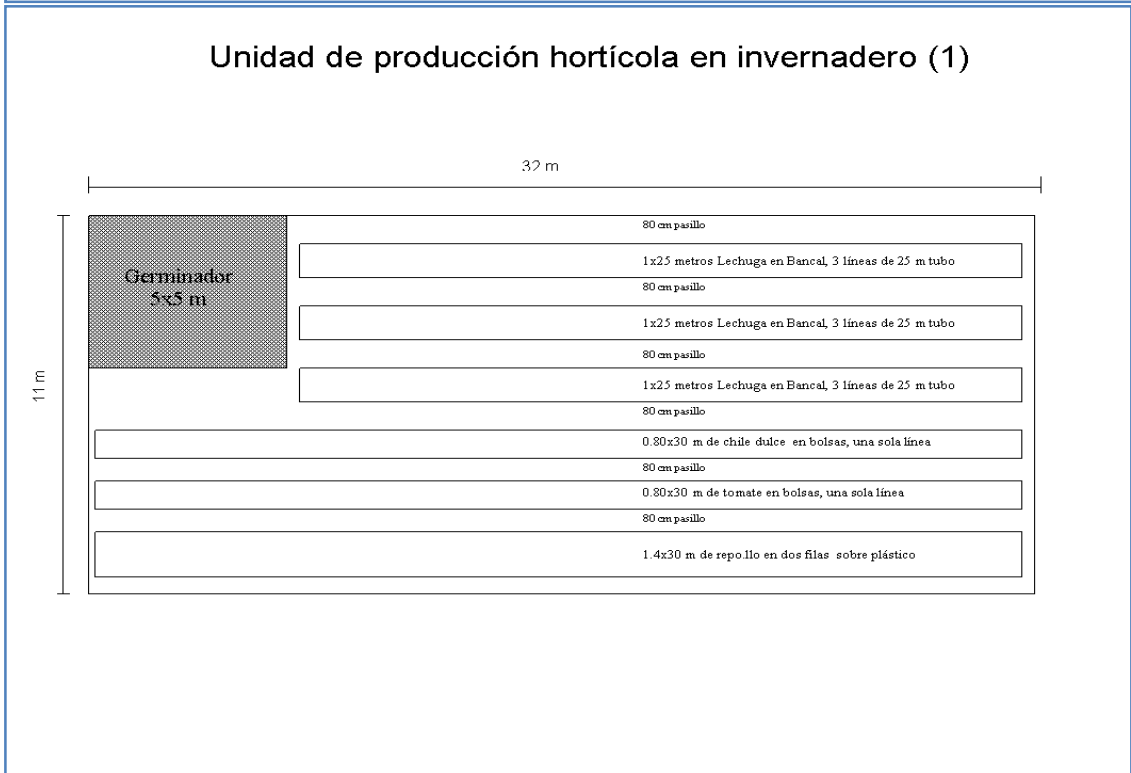 Unidad de producción hortícola en invernadero (1)
32 m
80 cm pasillo
1x25 metros Lechuga en Bancal, 3 líneas de 25 m tubo
Germinador
5x5 m
80 cm pasillo
1x25 metros Lechuga en Bancal, 3 líneas de 25 m tubo
80 cm pasillo
11 m
1x25 metros Lechuga en Bancal, 3 líneas de 25 m tubo
80 cm pasillo
0.80x30 m de chile dulce en bolsas, una sola línea
80 cm pasillo
0.80x30 m de tomate en bolsas, una sola línea
80 cm pasillo
1.4x30 m de repo.llo en dos filas sobre plástico